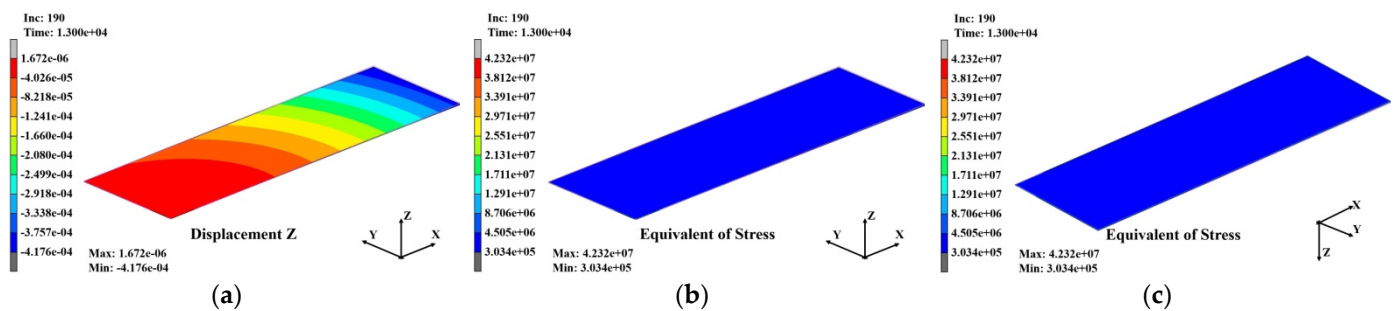 Inc: 190
Time: 1.300e+04
1.672e-06
-4.026e-05
-8.218e-05
-1.241e-04
-1.660e-04
-2.080e-04
-2.499e-04
-2.918e-04
-3.338e-04
-3.757e-04
-4.176e-04
Displacement Z
Max: 1.672e-06
Min: -4.176e-04
Z
Y
X
(a)
Inc: 190
Time: 1.300e+04
4.232e+07
3.812e+07
3.391e+07
2.971e+07
2.551e+07
2.131e+07
1.711e+07
1.291e+07
8.706e+06
4.505e+06
3.034e+05
Equivalent of Stress
Max: 4.232e+07
Min: 3.034e+05
Z
Y
X
(b)
Inc: 190
Time: 1.300e+04
4.232e+07
3.812e+07
3.391e+07
2.971e+07
2.551e+07
2.131e+07
1.711e+07
1.291e+07
8.706e+06
4.505e+06
3.034e+05
Equivalent of Stress
Max: 4.232e+07
Min: 3.034e+05
X
Y
Z
(c)